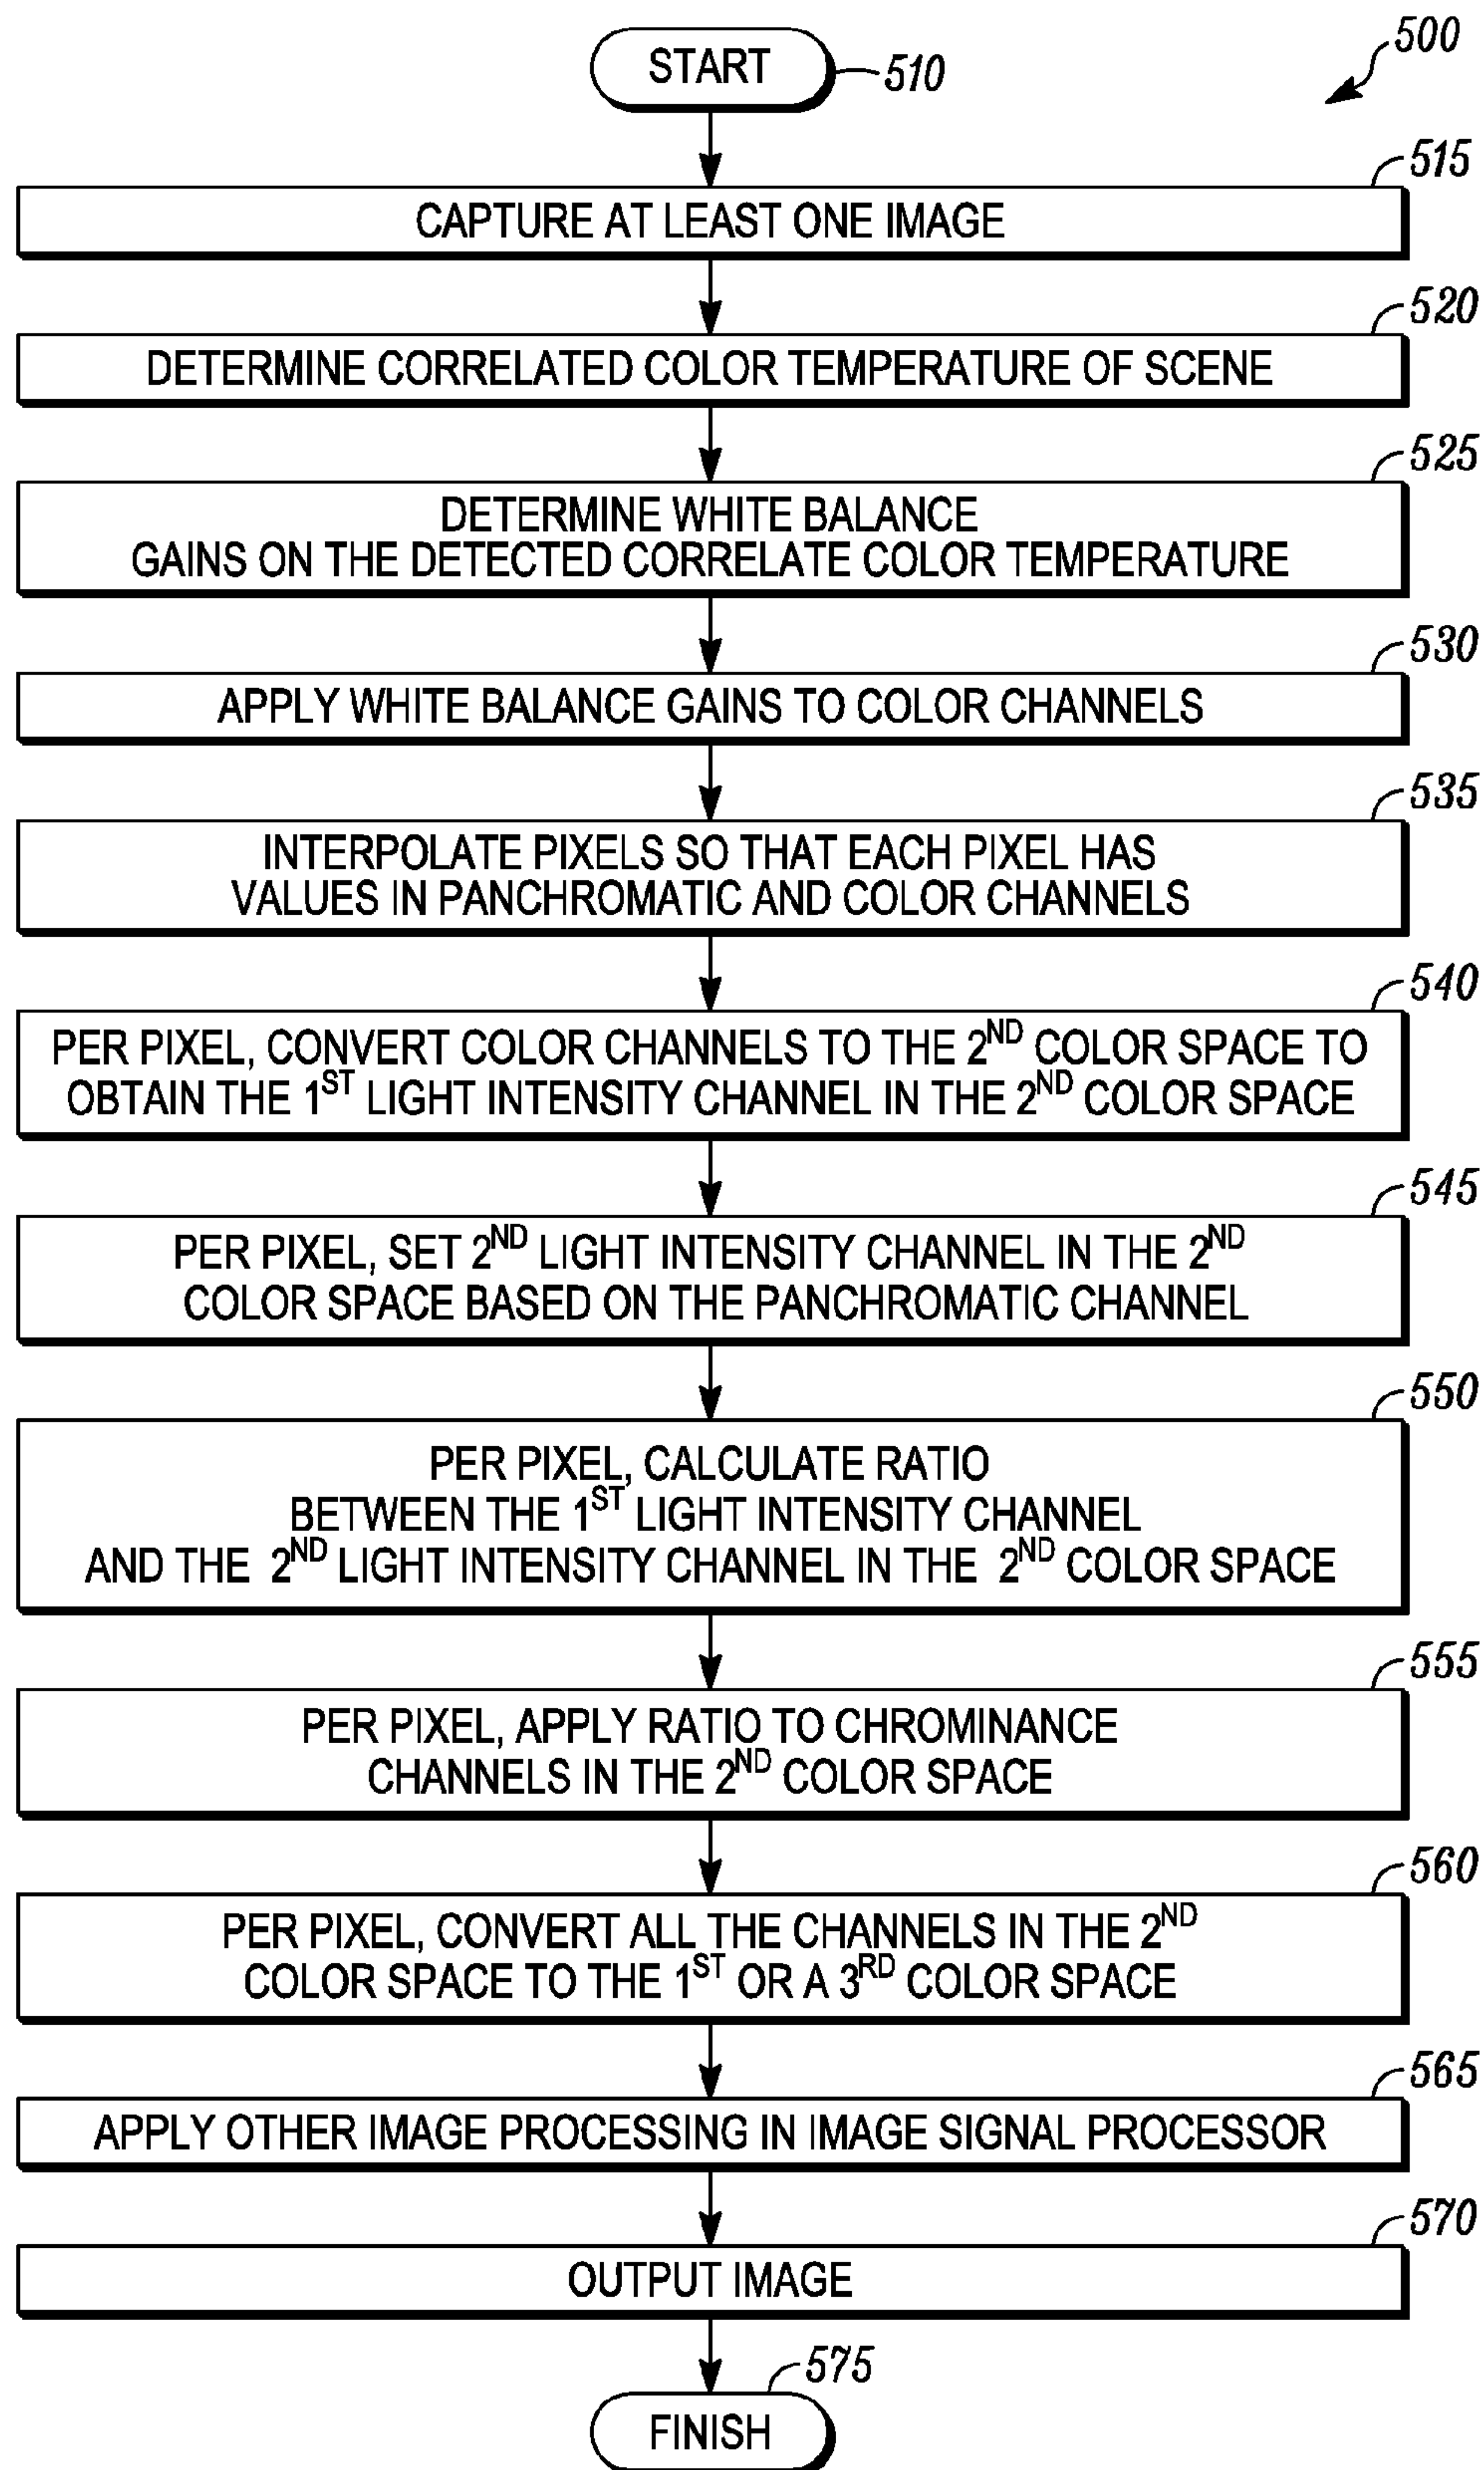 500
START
510
515
CAPTURE AT LEAST ONE IMAGE
520
DETERMINE CORRELATED COLOR TEMPERATURE OF SCENE
525
DETERMINE WHITE BALANCE
GAINS ON THE DETECTED CORRELATE COLOR TEMPERATURE
530
APPLY WHITE BALANCE GAINS TO COLOR CHANNELS
535
INTERPOLATE PIXELS SO THAT EACH PIXEL HAS
VALUES IN PANCHROMATIC AND COLOR CHANNELS
540
PER PIXEL, CONVERT COLOR CHANNELS TO THE 2ND COLOR SPACE TO
OBTAIN THE 1ST LIGHT INTENSITY CHANNEL IN THE 2ND COLOR SPACE
545
PER PIXEL, SET 2ND LIGHT INTENSITY CHANNEL IN THE 2ND
COLOR SPACE BASED ON THE PANCHROMATIC CHANNEL
550
PER PIXEL, CALCULATE RATIO
BETWEEN THE 1ST LIGHT INTENSITY CHANNEL
AND THE 2ND LIGHT INTENSITY CHANNEL IN THE 2ND COLOR SPACE
555
PER PIXEL, APPLY RATIO TO CHROMINANCE
CHANNELS IN THE 2ND COLOR SPACE
560
PER PIXEL, CONVERT ALL THE CHANNELS IN THE 2ND
COLOR SPACE TO THE 1ST OR A 3RD COLOR SPACE
565
APPLY OTHER IMAGE PROCESSING IN IMAGE SIGNAL PROCESSOR
570
OUTPUT IMAGE
575
FINISH